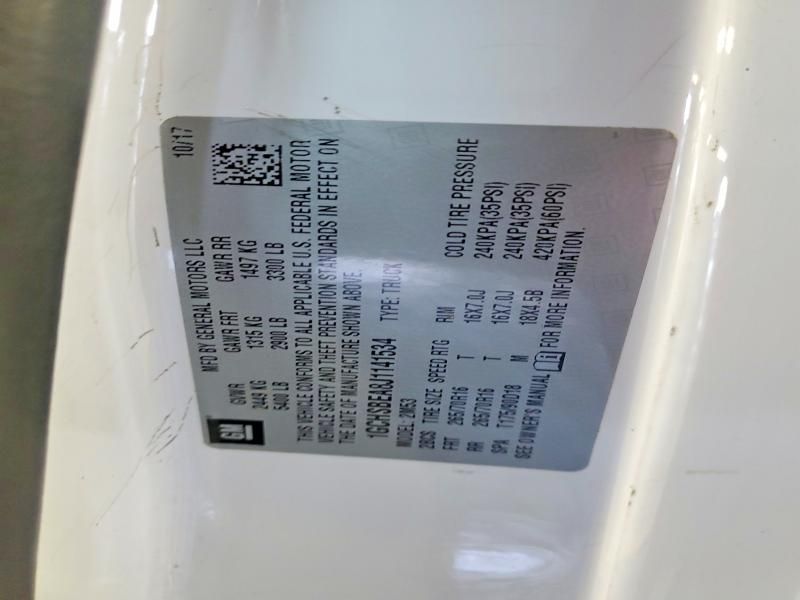 MFD BY GENERAL MOTORS LLC 10/17
GM
GVWR GAWR FRT GAWR RR
2449 KG 1315 KG 1497 KG
5400 LB 2900 LB 3300 LB
THIS VEHICLE CONFORMS TO ALL APPLICABLE U.S. FEDERAL MOTOR
VEHICLE SAFETY AND THEFT PREVENTION STANDARDS IN EFFECT ON
THE DATE OF MANUFACTURE SHOWN ABOVE.
1GCHSBEA8J1141534 TYPE: TRUCK
MODEL: 2M53
28CS TIRE SIZE SPEED RTG RIM COLD TIRE PRESSURE
FRT 265/70R16 T 16X7.0J 240KPA(35PSI)
RR 265/70R16 T 16X7.0J 240KPA(35PSI)
SPA T175/90D18 M 18X4.5B 420KPA(60PSI)
SEE OWNER'S MANUAL FOR MORE INFORMATION.